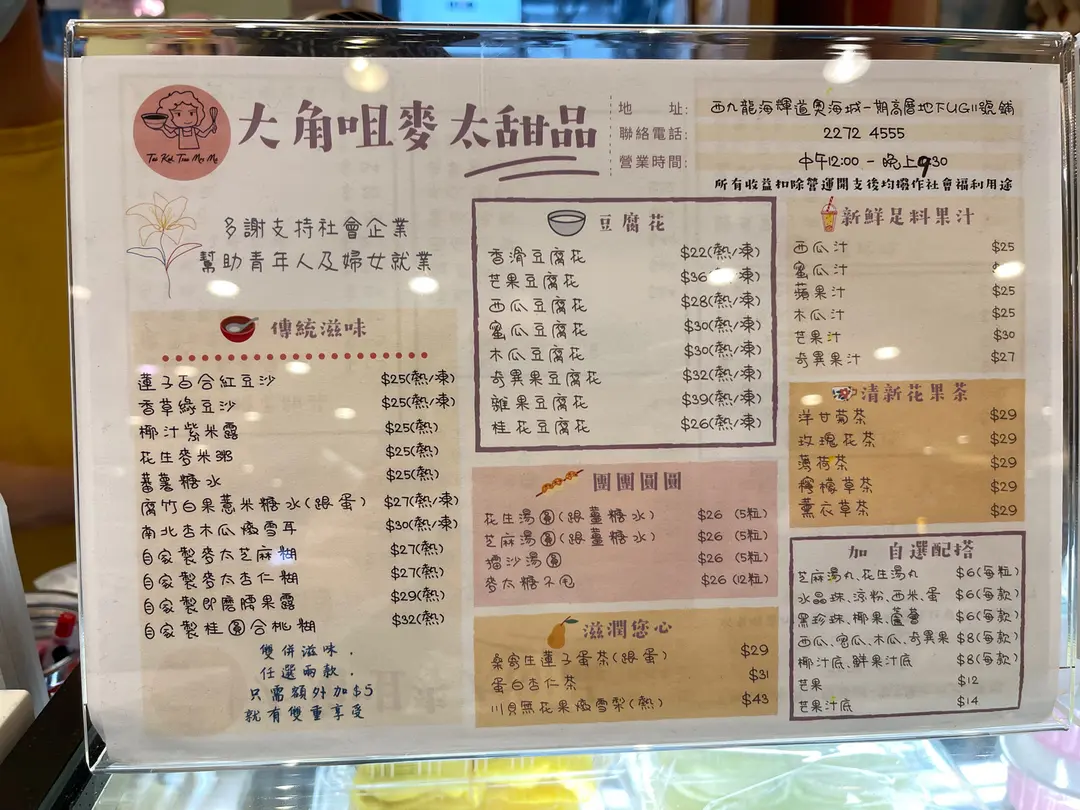 大角咀麥太甜品
Tai Kok Tsui
地　址: 西九龍海輝道奧海城一期高層地下UG11號鋪
聯絡電話: 2272 4555
營業時間: 中午12:00 - 晚上9:30
所有收益扣除營運開支後均撥作社會福利用途
多謝支持社會企業
幫助青年人及婦女就業
傳統滋味
蓮子百合紅豆沙 $25(熱/凍)
香草綠豆沙 $25(熱/凍)
椰汁紫米露 $25(熱)
花生麥米粥 $25(熱)
蕃薯糖水 $25(熱)
腐竹白果薏米糖水(跟蛋) $27(熱/凍)
南北杏木瓜燉雪耳 $30(熱/凍)
自家製麥太芝麻糊 $27(熱)
自家製麥太杏仁糊 $27(熱)
自家製即磨腰果露 $29(熱)
自家製桂圓合桃糊 $32(熱)
雙併滋味，
任選兩款，
只需額外加$5
就有雙重享受
豆腐花
香滑豆腐花 $22(熱/凍)
芒果豆腐花 $36(熱/凍)
西瓜豆腐花 $28(熱/凍)
蜜瓜豆腐花 $30(熱/凍)
木瓜豆腐花 $30(熱/凍)
奇異果豆腐花 $32(熱/凍)
雜果豆腐花 $39(熱/凍)
桂花豆腐花 $26(熱/凍)
團團圓圓
花生湯圓(跟薑糖水) $26 (5粒)
芝麻湯圓(跟薑糖水) $26 (5粒)
擂沙湯圓 $26 (5粒)
麥太糖不甩 $26 (12粒)
滋潤您心
桑寄生蓮子蛋茶(跟蛋) $29
蛋白杏仁茶 $31
川貝無花果燉雪梨(熱) $43
新鮮足料果汁
西瓜汁 $25
蜜瓜汁
蘋果汁 $25
木瓜汁 $25
芒果汁 $30
奇異果汁 $27
清新花果茶
洋甘菊茶 $29
玫瑰花茶 $29
薄荷茶 $29
檸檬草茶 $29
薰衣草茶 $29
加 自選配搭
芝麻湯丸、花生湯丸 $6(每粒)
水晶珠、涼粉、西米、蛋 $6(每款)
黑珍珠、椰果、蘆薈 $6(每款)
西瓜、蜜瓜、木瓜、奇異果 $8(每款)
椰汁底、鮮果汁底 $8(每款)
芒果 $12
芒果汁底 $14